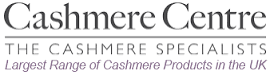 Cashmere Centre
THE CASHMERE SPECIALISTS
Largest Range of Cashmere Products in the UK